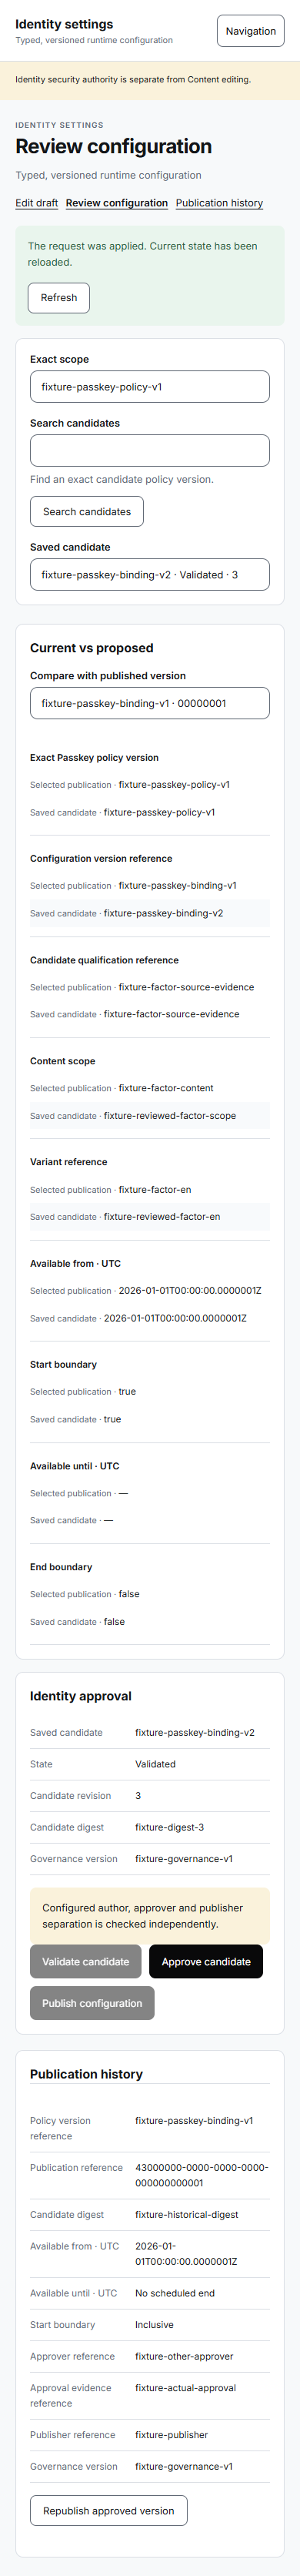 Identity settings
Typed, versioned runtime configuration
Navigation
Identity security authority is separate from Content editing.
IDENTITY SETTINGS
Review configuration
Typed, versioned runtime configuration
Edit draft Review configuration Publication history
The request was applied. Current state has been
reloaded.
Refresh
Exact scope
fixture-passkey-policy-v1
Search candidates
Find an exact candidate policy version.
Search candidates
Saved candidate
fixture-passkey-binding-v2 · Validated · 3
Current vs proposed
Compare with published version
fixture-passkey-binding-v1 · 00000001
Exact Passkey policy version
Selected publication · fixture-passkey-policy-v1
Saved candidate · fixture-passkey-policy-v1
Configuration version reference
Selected publication · fixture-passkey-binding-v1
Saved candidate · fixture-passkey-binding-v2
Candidate qualification reference
Selected publication · fixture-factor-source-evidence
Saved candidate · fixture-factor-source-evidence
Content scope
Selected publication · fixture-factor-content
Saved candidate · fixture-reviewed-factor-scope
Variant reference
Selected publication · fixture-factor-en
Saved candidate · fixture-reviewed-factor-en
Available from · UTC
Selected publication · 2026-01-01T00:00:00.0000001Z
Saved candidate · 2026-01-01T00:00:00.0000001Z
Start boundary
Selected publication · true
Saved candidate · true
Available until · UTC
Selected publication · —
Saved candidate · —
End boundary
Selected publication · false
Saved candidate · false
Identity approval
Saved candidate fixture-passkey-binding-v2
State Validated
Candidate revision 3
Candidate digest fixture-digest-3
Governance version fixture-governance-v1
Configured author, approver and publisher
separation is checked independently.
Validate candidate Approve candidate
Publish configuration
Publication history
Policy version fixture-passkey-binding-v1
reference
Publication reference 43000000-0000-0000-0000-
000000000001
Candidate digest fixture-historical-digest
Available from · UTC 2026-01-
01T00:00:00.0000001Z
Available until · UTC No scheduled end
Start boundary Inclusive
Approver reference fixture-other-approver
Approval evidence fixture-actual-approval
reference
Publisher reference fixture-publisher
Governance version fixture-governance-v1
Republish approved version